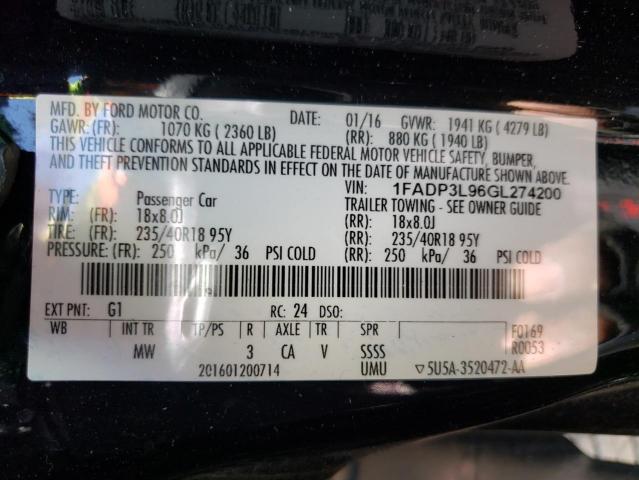 MFD. BY FORD MOTOR CO. DATE: 01/16 GVWR: 1941 KG ( 4279 LB)
GAWR: (FR): 1070 KG ( 2360 LB) (RR): 880 KG ( 1940 LB)
THIS VEHICLE CONFORMS TO ALL APPLICABLE FEDERAL MOTOR VEHICLE SAFETY, BUMPER,
AND THEFT PREVENTION STANDARDS IN EFFECT ON THE DATE OF MANUFACTURE SHOWN ABOVE.
VIN: 1FADP3L96GL274200
TYPE: Passenger Car TRAILER TOWING - SEE OWNER GUIDE
RIM: (FR): 18x8.0J (RR): 18x8.0J
TIRE: (FR): 235/40R18 95Y (RR): 235/40R18 95Y
PRESSURE: (FR): 250 kPa/ 36 PSI COLD (RR): 250 kPa/ 36 PSI COLD
EXT PNT: G1 RC: 24 DSO:
WB INT TR TP/PS R AXLE TR SPR F0169
MW 3 CA V SSSS R0053
201601200714 UMU ▽5U5A-3520472-AA